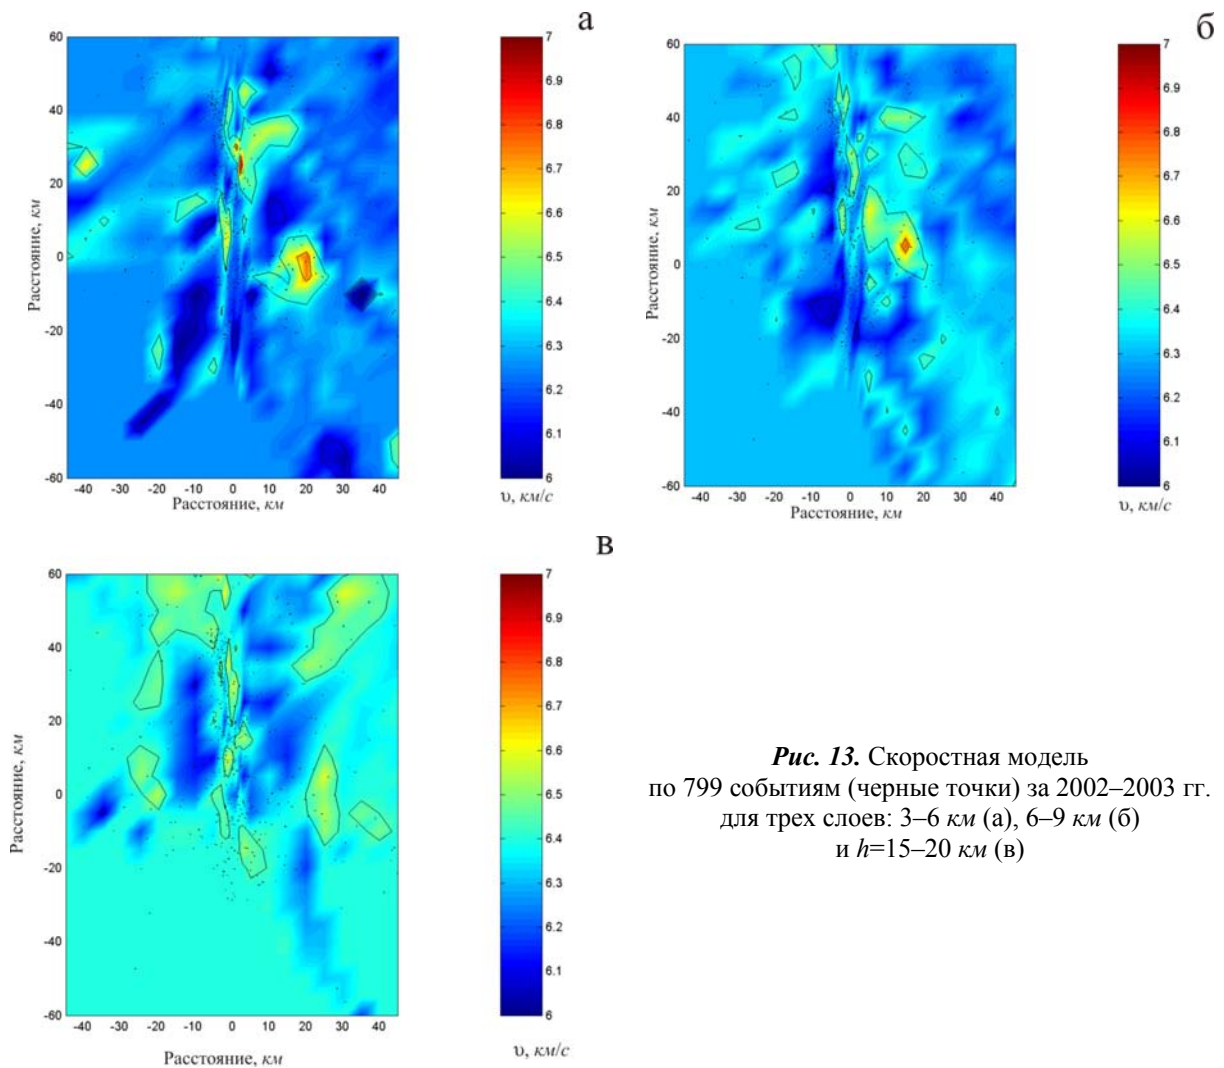 а
60
40
20
0
-20
-40
-60
-40 -30 -20 -10 0 10 20 30 40
Расстояние, км
Расстояние, км
7
6.9
6.8
6.7
6.6
6.5
6.4
6.3
6.2
6.1
6
υ, км/с
б
60
40
20
0
-20
-40
-60
-40 -30 -20 -10 0 10 20 30 40
Расстояние, км
Расстояние, км
7
6.9
6.8
6.7
6.6
6.5
6.4
6.3
6.2
6.1
6
υ, км/с
в
60
40
20
0
-20
-40
-60
-40 -30 -20 -10 0 10 20 30 40
Расстояние, км
Расстояние, км
7
6.9
6.8
6.7
6.6
6.5
6.4
6.3
6.2
6.1
6
υ, км/с
Рис. 13. Скоростная модель
по 799 событиям (черные точки) за 2002–2003 гг.
для трех слоев: 3–6 км (а), 6–9 км (б)
и h=15–20 км (в)